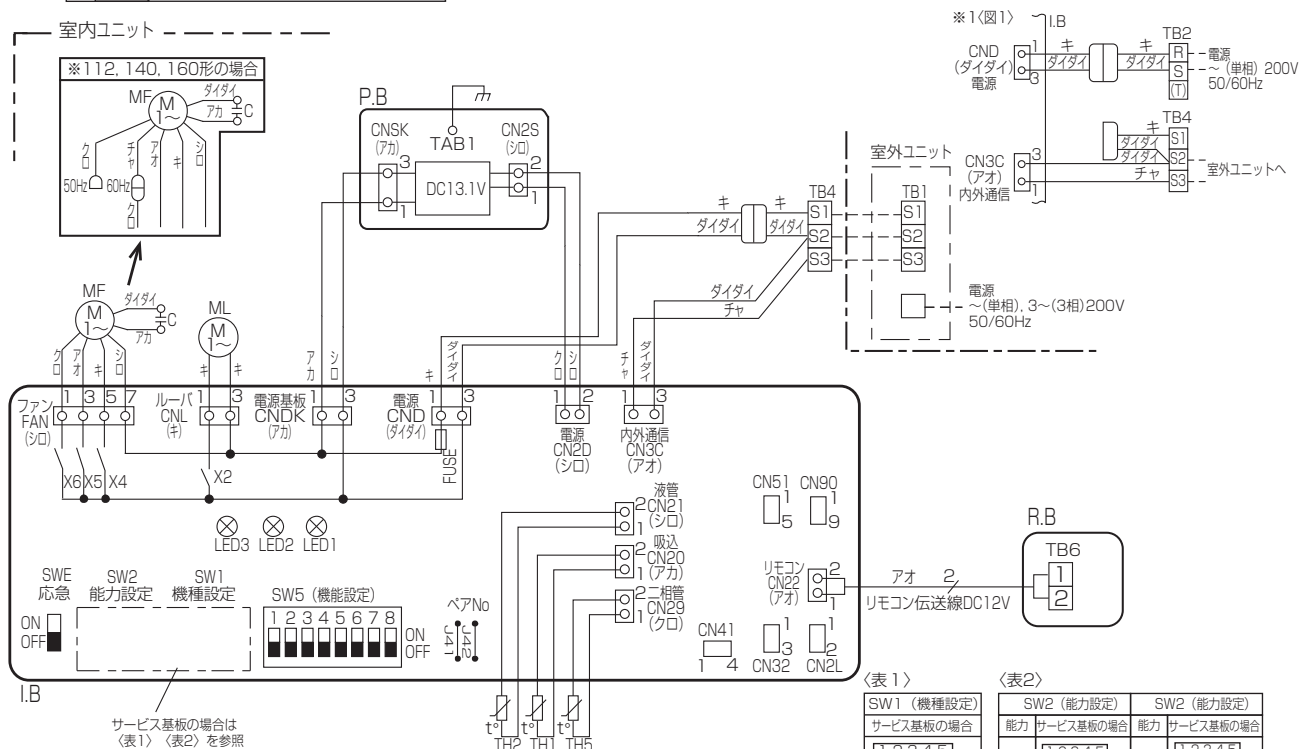 室内ユニット
※112, 140, 160形の場合
MF
M
1～
ダイダイ
アカ
C
クロ
チャ
アオ
キ
シロ
50Hz
60Hz
クロ
P.B
CNSK
(アカ)
3
1
TAB1
DC13.1V
CN2S
(シロ)
2
1
※1〈図1〉
I.B
CND
(ダイダイ)
電源
1
3
キ
ダイダイ
キ
ダイダイ
TB2
R
S
(T)
電源
～（単相）200V
50/60Hz
TB4
S1
S2
S3
キ
ダイダイ
ダイダイ
チャ
CN3C
(アオ)
内外通信
3
1
室外ユニットへ
室外ユニット
TB4
S1
S2
S3
TB1
S1
S2
S3
キ
ダイダイ
キ
ダイダイ
ダイダイ
チャ
電源
～(単相), 3～(3相)200V
50/60Hz
MF
M
1～
ダイダイ
アカ
C
クロ
アオ
キ
シロ
ML
M
1～
キ
キ
アカ
シロ
キ
ダイダイ
クロ
シロ
チャ
ダイダイ
ファン
FAN
(シロ)
1 3 5 7
ルーバ
CNL
(キ)
1 3
電源基板
CNDK
(アカ)
1 3
電源
CND
(ダイダイ)
1 3
1 2
電源
CN2D
(シロ)
1 3
内外通信
CN3C
(アオ)
FUSE
X6 X5 X4
X2
LED3 LED2 LED1
液管
CN21
(シロ)
2
1
吸込
CN20
(アカ)
2
1
二相管
CN29
(クロ)
2
1
CN51
1
5
CN90
1
9
リモコン
CN22
(アオ)
2
1
アオ 2
リモコン伝送線DC12V
R.B
TB6
1
2
SWE
応急
ON
OFF
SW2
能力設定
SW1
機種設定
SW5（機能設定）
1 2 3 4 5 6 7 8
ON
OFF
ペアNo
J41
J42
CN41
1 4
CN32
1
3
CN2L
1
2
I.B
サービス基板の場合は
〈表1〉〈表2〉を参照
t°
TH2
t°
TH1
t°
TH5
〈表1〉
SW1（機種設定）
サービス基板の場合
1 2 3 4 5
〈表2〉
SW2（能力設定） SW2（能力設定）
能力 サービス基板の場合 能力 サービス基板の場合
1 2 3 4 5 1 2 3 4 5